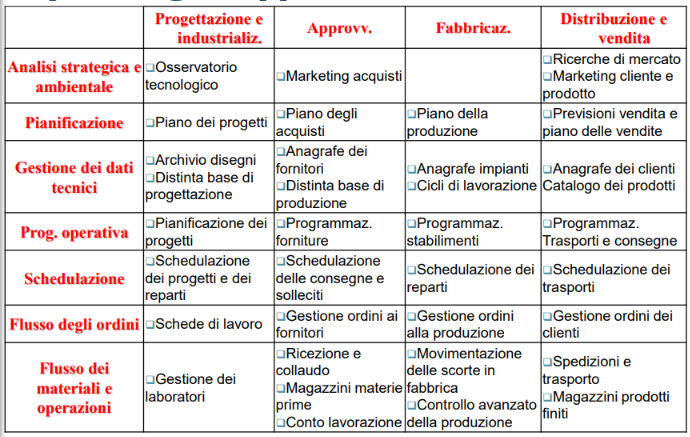 Progettazione e industrializ.
Approvv.
Fabbricaz.
Distribuzione e vendita
Analisi strategica e ambientale
❑Osservatorio tecnologico
❑Marketing acquisti
❑Ricerche di mercato
❑Marketing cliente e prodotto
Pianificazione
❑Piano dei progetti
❑Piano degli acquisti
❑Piano della produzione
❑Previsioni vendita e piano delle vendite
Gestione dei dati tecnici
❑Archivio disegni
❑Distinta base di progettazione
❑Anagrafe dei fornitori
❑Distinta base di produzione
❑Anagrafe impianti
❑Cicli di lavorazione
❑Anagrafe dei clienti
Catalogo dei prodotti
Prog. operativa
❑Pianificazione dei progetti
❑Programmaz. forniture
❑Programmaz. stabilimenti
❑Programmaz. Trasporti e consegne
Schedulazione
❑Schedulazione dei progetti e dei reparti
❑Schedulazione delle consegne e solleciti
❑Schedulazione dei reparti
❑Schedulazione dei trasporti
Flusso degli ordini
❑Schede di lavoro
❑Gestione ordini ai fornitori
❑Gestione ordini alla produzione
❑Gestione ordini dei clienti
Flusso dei materiali e operazioni
❑Gestione dei laboratori
❑Ricezione e collaudo
❑Magazzini materie prime
❑Conto lavorazione
❑Movimentazione delle scorte in fabbrica
❑Controllo avanzato della produzione
❑Spedizioni e trasporto
❑Magazzini prodotti finiti